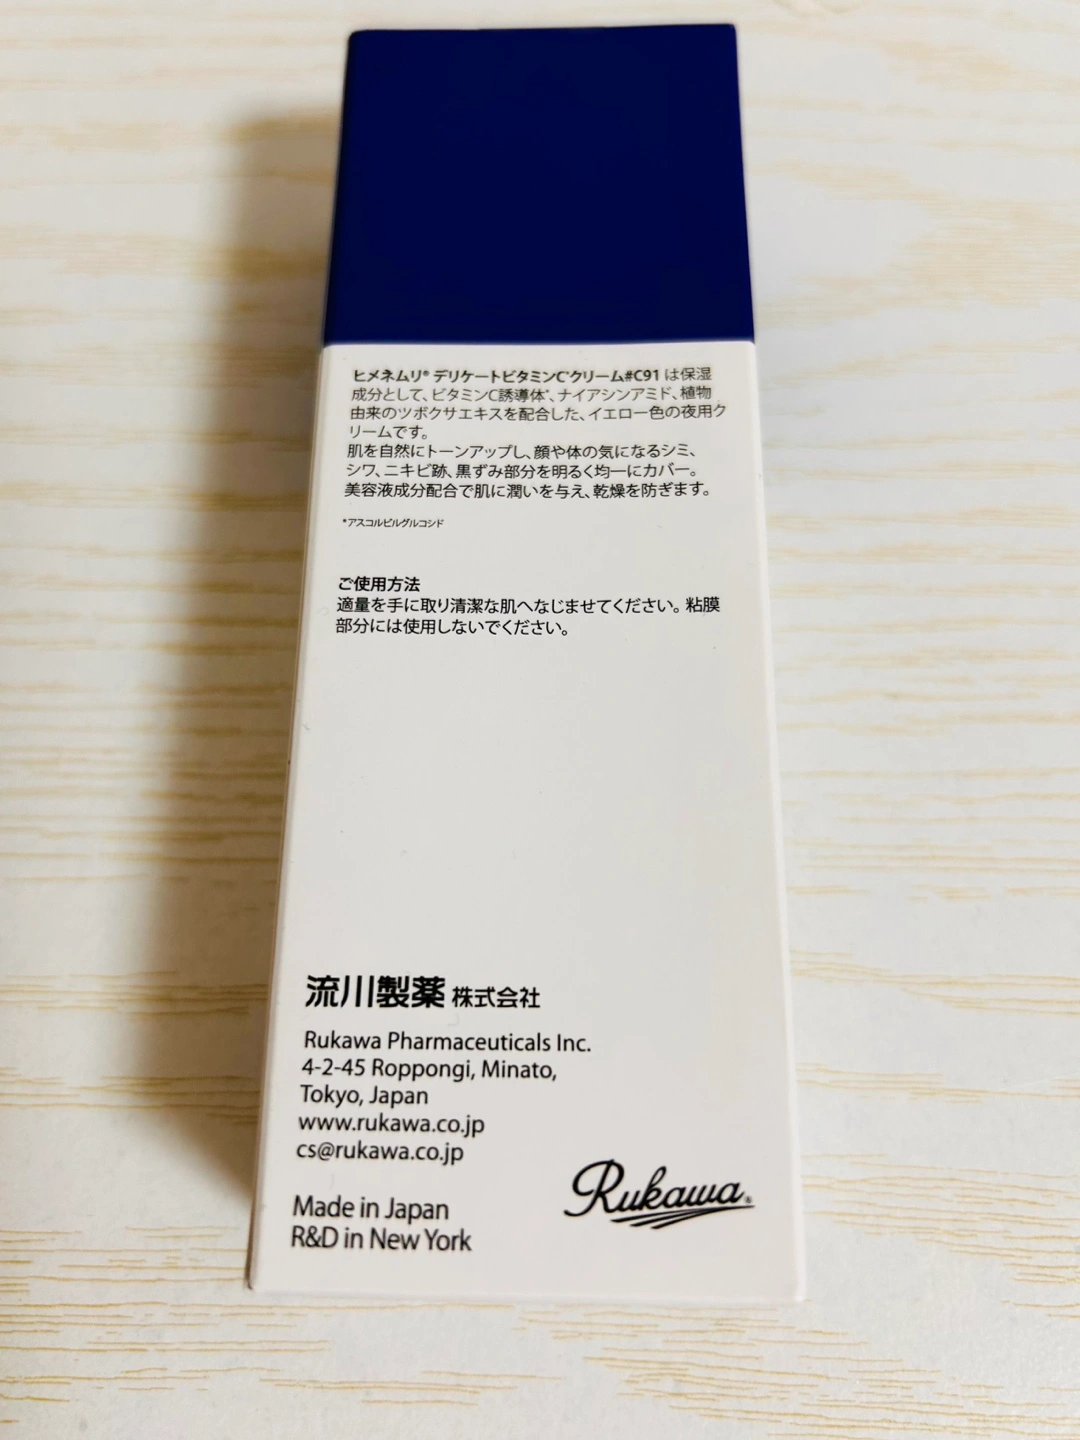 ヒメネムリ® デリケートビタミンC*クリーム#C91 は保湿
成分として、ビタミンC誘導体*、ナイアシンアミド、植物
由来のツボクサエキスを配合した、イエロー色の夜用ク
リームです。
肌を自然にトーンアップし、顔や体の気になるシミ、
シワ、ニキビ跡、黒ずみ部分を明るく均一にカバー。
美容液成分配合で肌に潤いを与え、乾燥を防ぎます。
*アスコルビルグルコシド
ご使用方法
適量を手に取り清潔な肌へなじませてください。粘膜
部分には使用しないでください。
流川製薬 株式会社
Rukawa Pharmaceuticals Inc.
4-2-45 Roppongi, Minato,
Tokyo, Japan
www.rukawa.co.jp
cs@rukawa.co.jp
Rukawa®
Made in Japan
R&D in New York